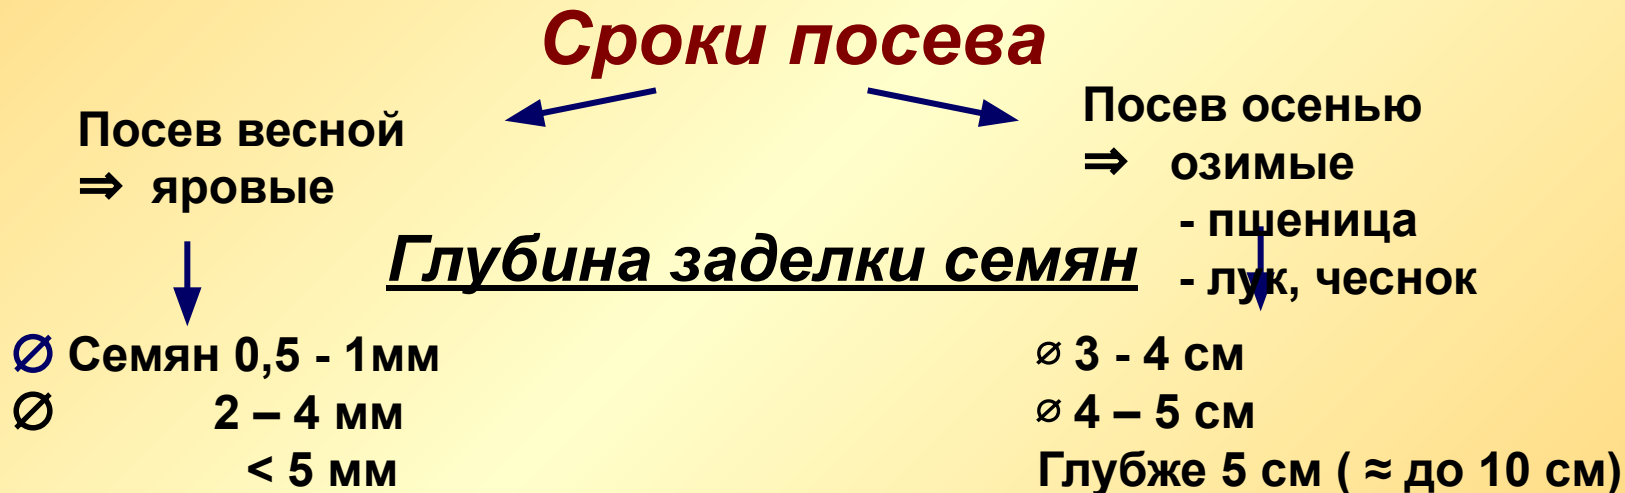 Сроки посева
Посев весной
⇒ яровые
Посев осенью
⇒ озимые
- пшеница
- лук, чеснок
Глубина заделки семян
∅ Семян 0,5 - 1мм
∅ 2 – 4 мм
< 5 мм
∅ 3 - 4 см
∅ 4 – 5 см
Глубже 5 см ( ≈ до 10 см)